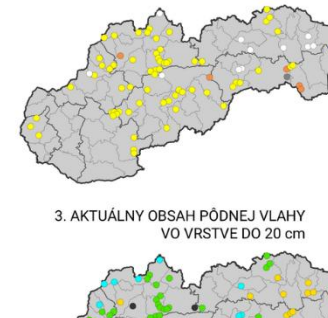 3. AKTUÁLNY OBSAH PÔDNEJ VLAHY
VO VRSTVE DO 20 cm